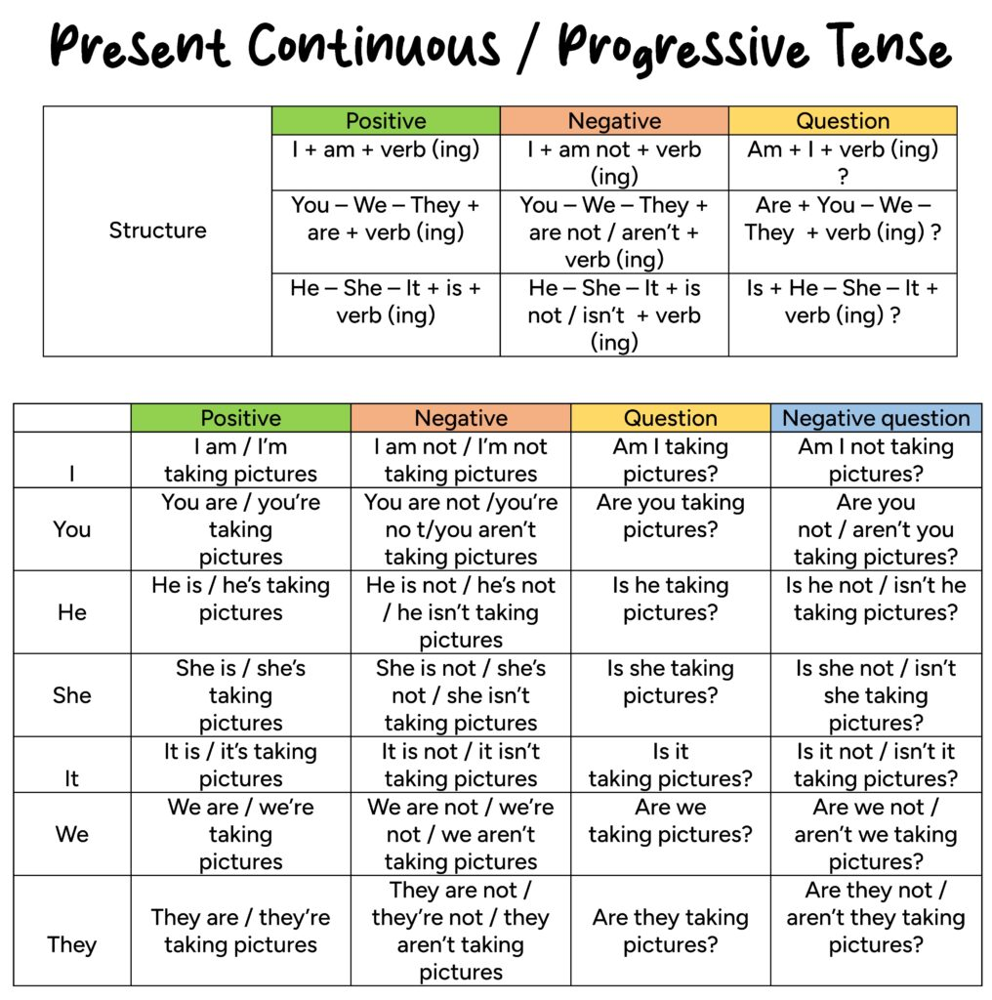 Present Continuous / Progressive Tense
Positive
Negative
Question
Structure
I + am + verb (ing)
I + am not + verb
(ing)
Am + I + verb (ing)
?
You – We – They +
are + verb (ing)
You – We – They +
are not / aren’t +
verb (ing)
Are + You – We –
They + verb (ing) ?
He – She – It + is +
verb (ing)
He – She – It + is
not / isn’t + verb
(ing)
Is + He – She – It +
verb (ing) ?
Positive
Negative
Question
Negative question
I
I am / I’m
taking pictures
I am not / I’m not
taking pictures
Am I taking
pictures?
Am I not taking
pictures?
You
You are / you’re
taking
pictures
You are not /you’re
no t/you aren’t
taking pictures
Are you taking
pictures?
Are you
not / aren’t you
taking pictures?
He
He is / he’s taking
pictures
He is not / he’s not
/ he isn’t taking
pictures
Is he taking
pictures?
Is he not / isn’t he
taking pictures?
She
She is / she’s
taking
pictures
She is not / she’s
not / she isn’t
taking pictures
Is she taking
pictures?
Is she not / isn’t
she taking
pictures?
It
It is / it’s taking
pictures
It is not / it isn’t
taking pictures
Is it
taking pictures?
Is it not / isn’t it
taking pictures?
We
We are / we’re
taking
pictures
We are not / we’re
not / we aren’t
taking pictures
Are we
taking pictures?
Are we not /
aren’t we taking
pictures?
They
They are / they’re
taking pictures
They are not /
they’re not / they
aren’t taking
pictures
Are they taking
pictures?
Are they not /
aren’t they taking
pictures?